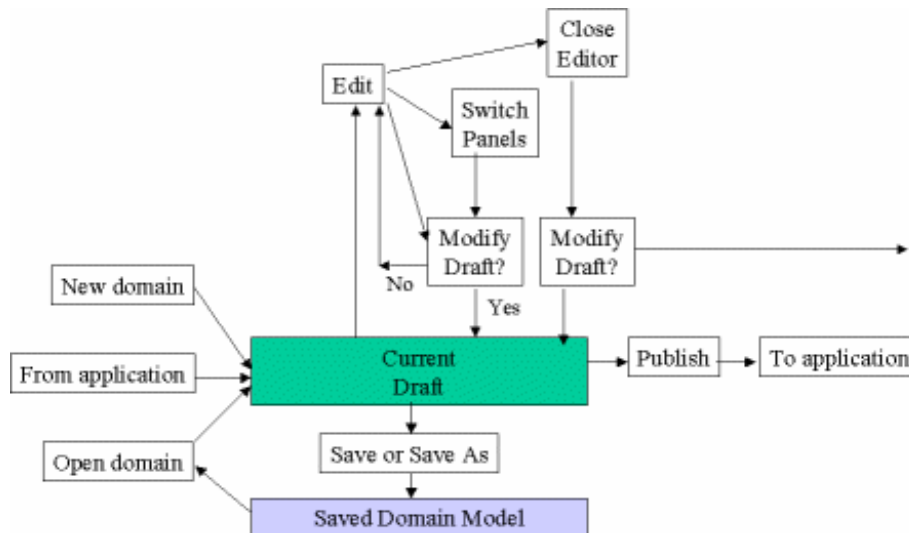 Close
Editor
Edit
Switch
Panels
Modify
Draft?
Modify
Draft?
No
Yes
New domain
From application
Current
Draft
Publish
To application
Open domain
Save or Save As
Saved Domain Model